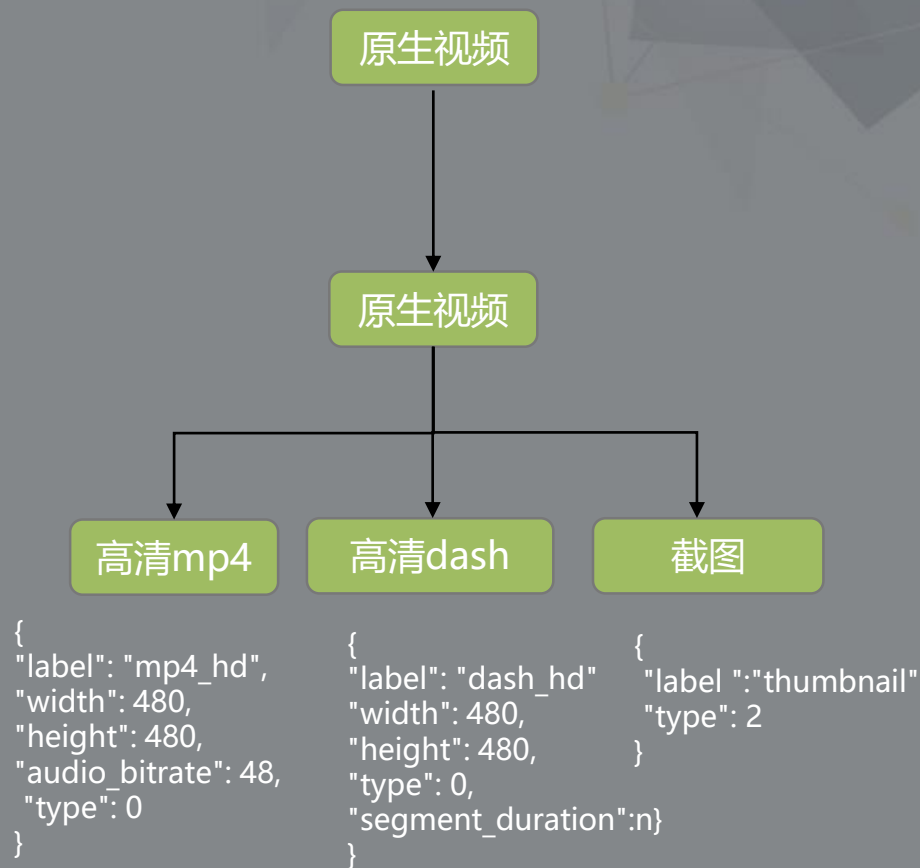 原生视频
原生视频
高清mp4
高清dash
截图
{
"label": "mp4_hd",
"width": 480,
"height": 480,
"audio_bitrate": 48,
"type": 0
}
{
"label": "dash_hd"
"width": 480,
"height": 480,
"type": 0,
"segment_duration":n}
}
{
"label ":"thumbnail"
"type": 2
}